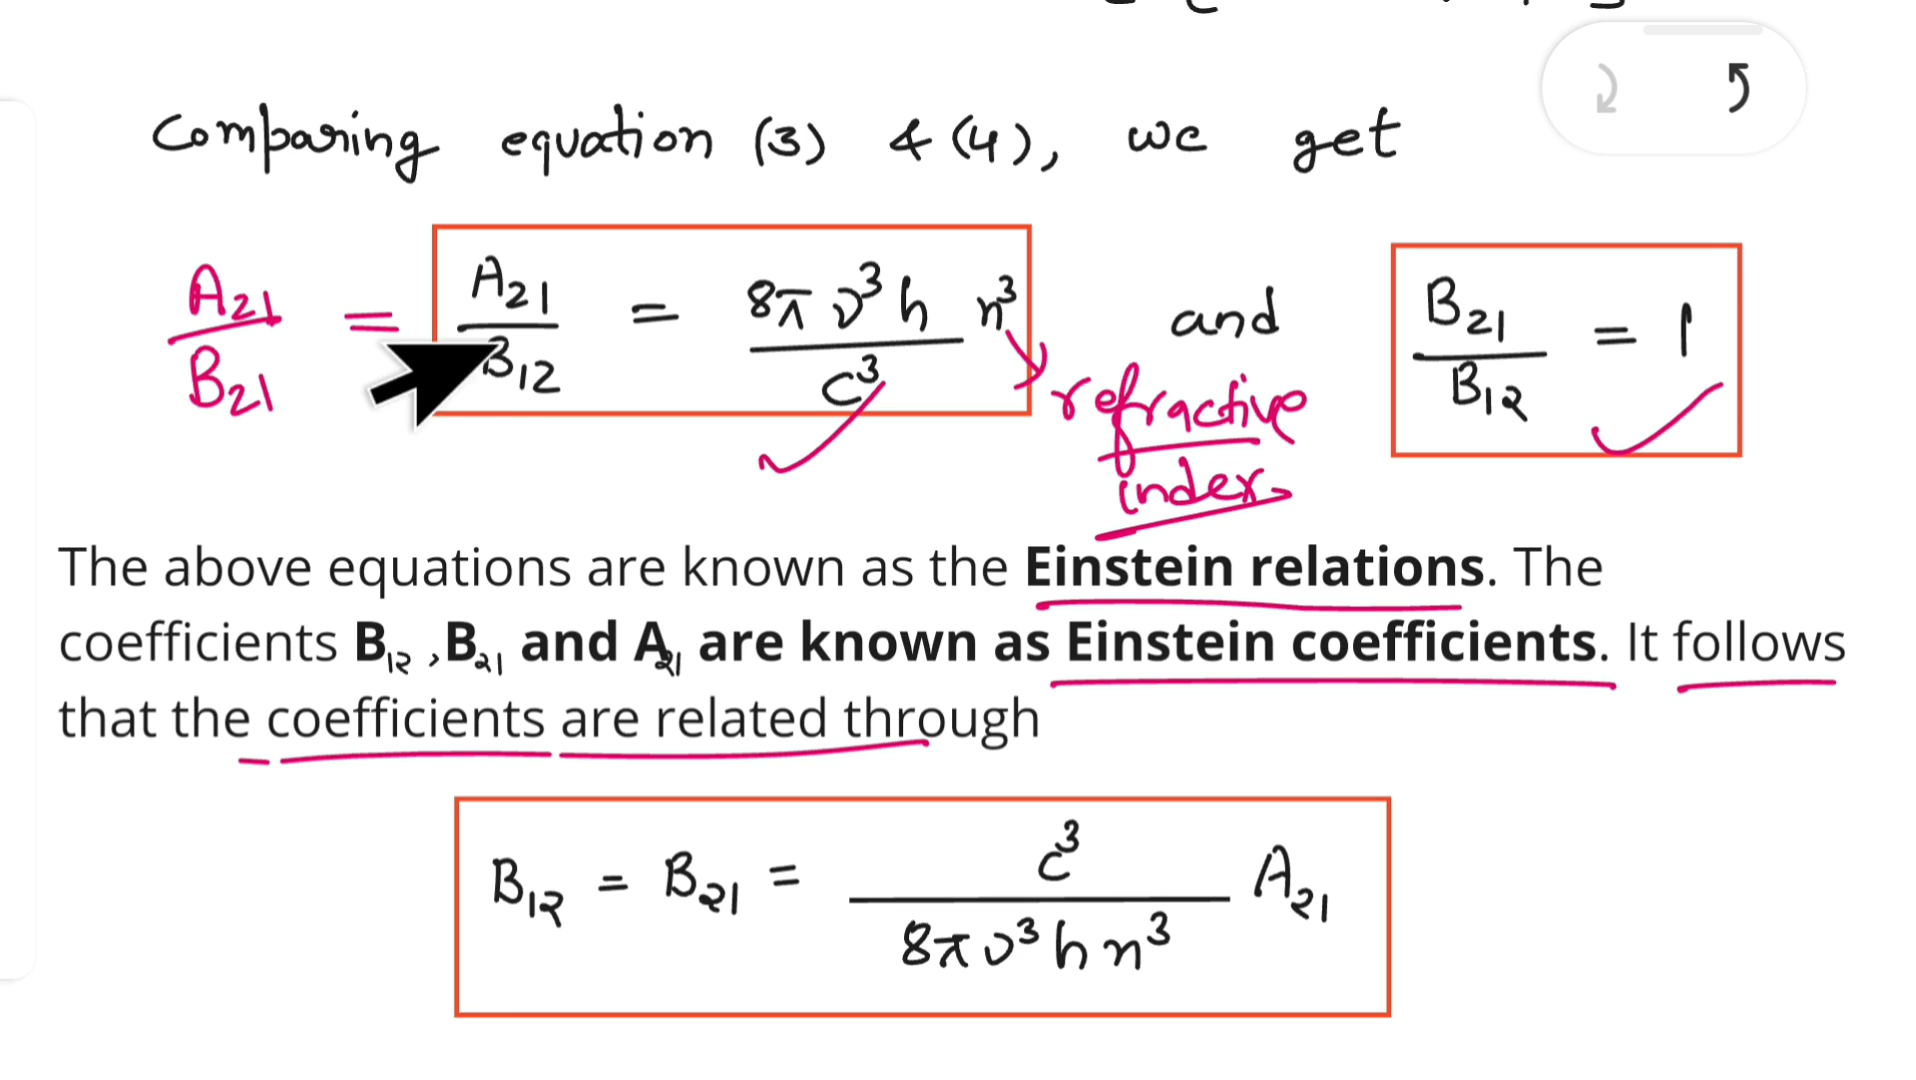 Comparing equation (3) & (4), we get
A₂₁/B₂₁ = A₂₁/B₁₂ = 8πν³h/c³ n³ and B₂₁/B₁₂ = 1
refractive
index
The above equations are known as the Einstein relations. The
coefficients B₁₂, B₂₁ and A₂₁ are known as Einstein coefficients. It follows
that the coefficients are related through
B₁₂ = B₂₁ = c³/8πν³hn³ A₂₁